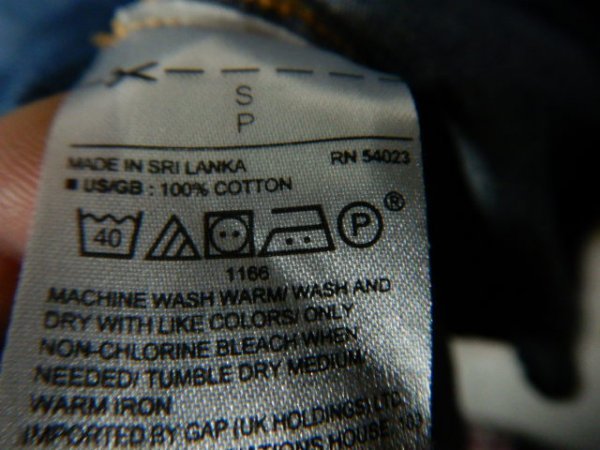 S
P
MADE IN SRI LANKA RN 54023
■ US/GB : 100% COTTON
40 P ®
1166
MACHINE WASH WARM/ WASH AND
DRY WITH LIKE COLORS/ ONLY
NON-CHLORINE BLEACH WHEN
NEEDED/ TUMBLE DRY MEDIUM/
WARM IRON
IMPORTED BY GAP (UK HOLDINGS) LTD.
HOUSE